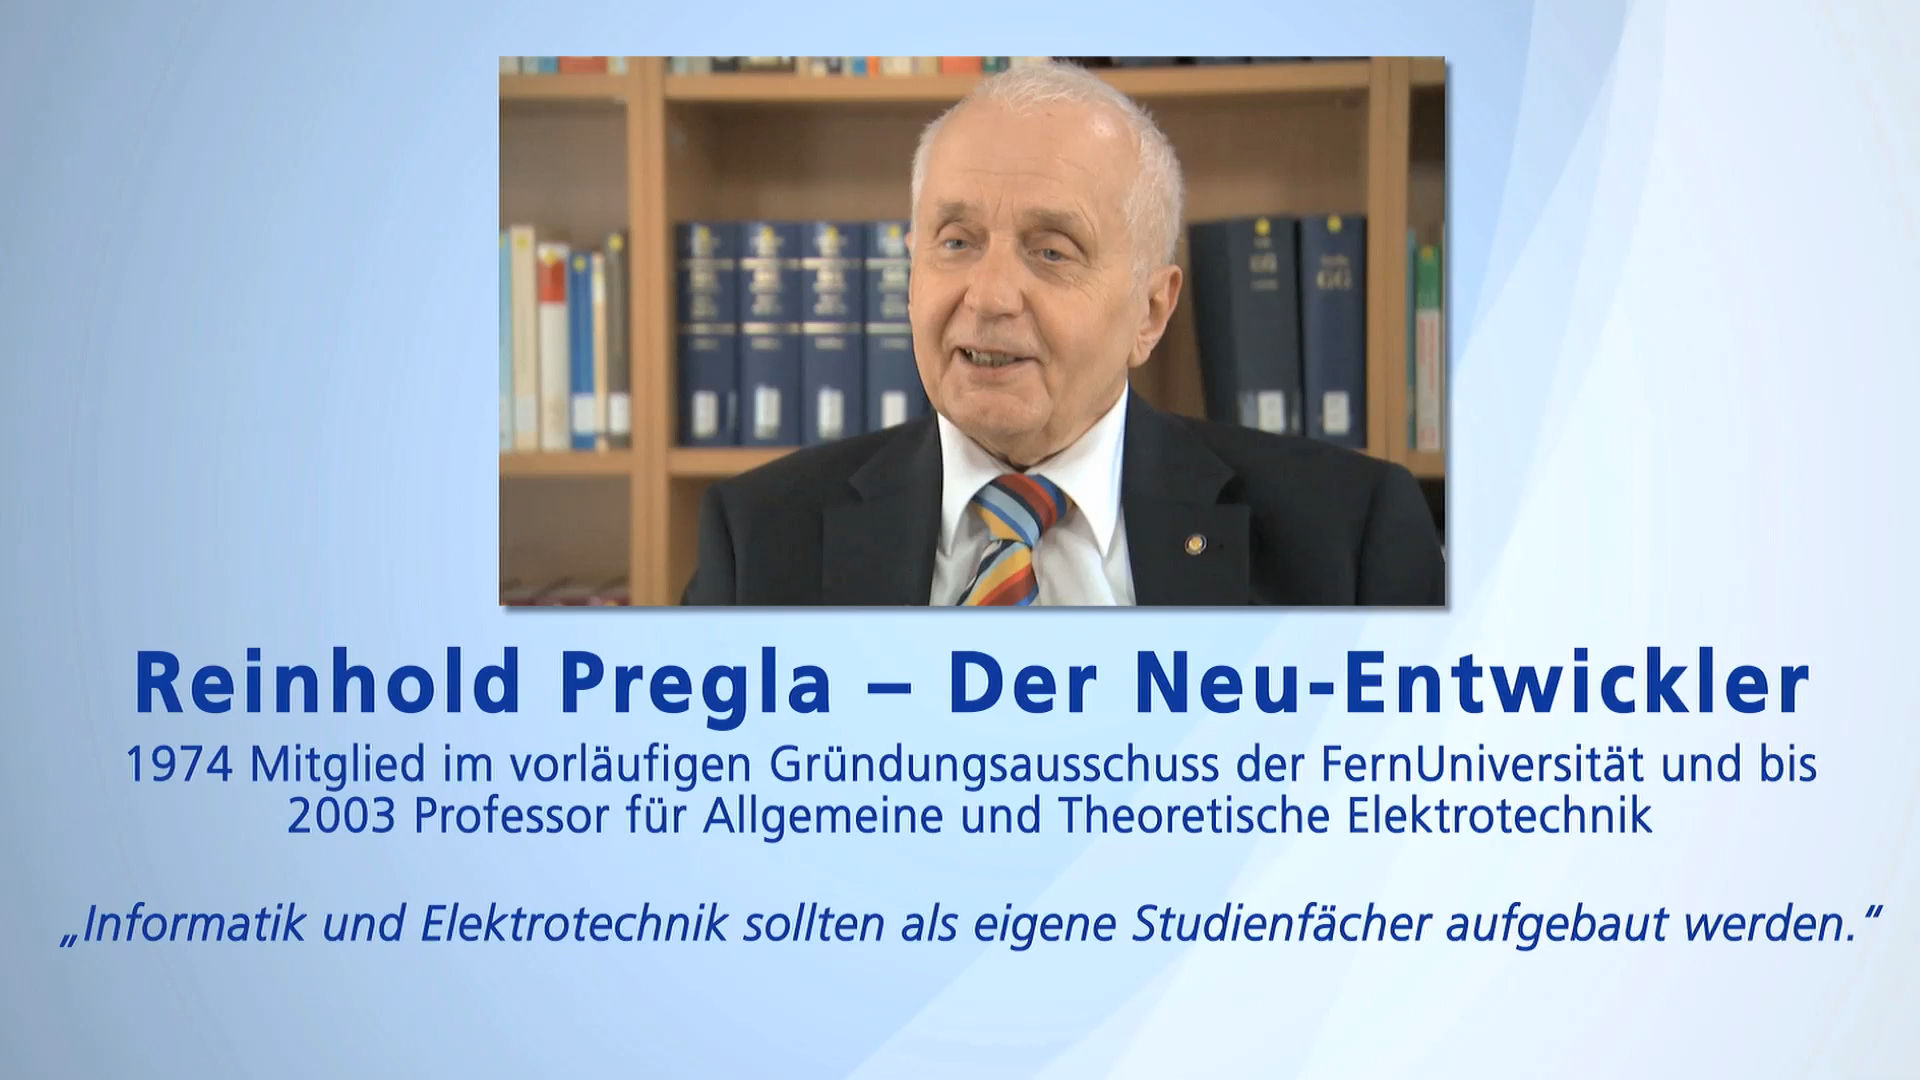 Reinhold Pregla – Der Neu-Entwickler
1974 Mitglied im vorläufigen Gründungsausschuss der FernUniversität und bis
2003 Professor für Allgemeine und Theoretische Elektrotechnik
„Informatik und Elektrotechnik sollten als eigene Studienfächer aufgebaut werden.“